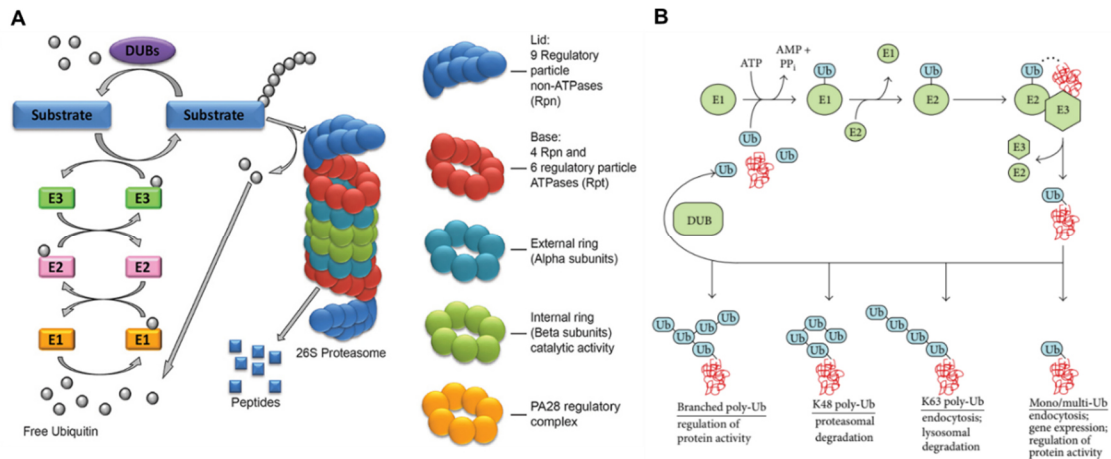 A
DUBs
Substrate
Substrate
E3
E3
E2
E2
E1
E1
Free Ubiquitin
Peptides
26S Proteasome
Lid:
9 Regulatory
particle
non-ATPases
(Rpn)
Base:
4 Rpn and
6 regulatory particle
ATPases (Rpt)
External ring
(Alpha subunits)
Internal ring
(Beta subunits)
catalytic activity
PA28 regulatory
complex
B
ATP
AMP +
PPi
E1
Ub
E1
E1
E2
Ub
E2
Ub
E2
E3
E3
E2
Ub
Ub
Ub
Ub
DUB
Ub Ub
Ub Ub
Ub
Ub
Branched poly-Ub
regulation of
protein activity
Ub
Ub Ub
Ub Ub
K48 poly-Ub
proteasomal
degradation
Ub
Ub
Ub
Ub
Ub
K63 poly-Ub
endocytosis;
lysosomal
degradation
Ub
Mono/multi-Ub
endocytosis;
gene expression;
regulation of
protein activity